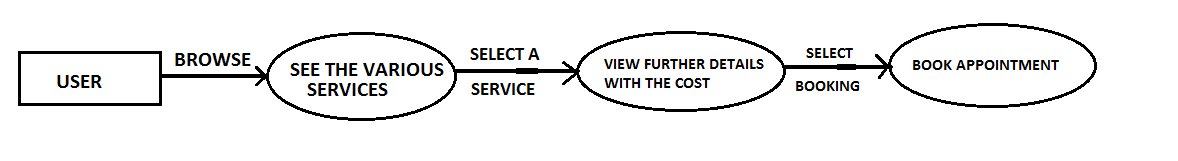 USER
BROWSE
SEE THE VARIOUS
SERVICES
SELECT A
SERVICE
VIEW FURTHER DETAILS
WITH THE COST
SELECT
BOOKING
BOOK APPOINTMENT